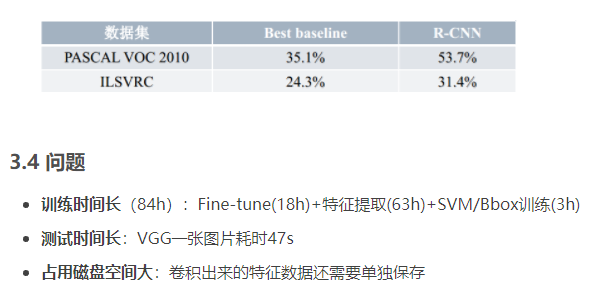 数据集 Best baseline R-CNN
PASCAL VOC 2010 35.1% 53.7%
ILSVRC 24.3% 31.4%
3.4 问题
• 训练时间长（84h）: Fine-tune(18h)+特征提取(63h)+SVM/Bbox训练(3h)
• 测试时间长：VGG一张图片耗时47s
• 占用磁盘空间大：卷积出来的特征数据还需要单独保存